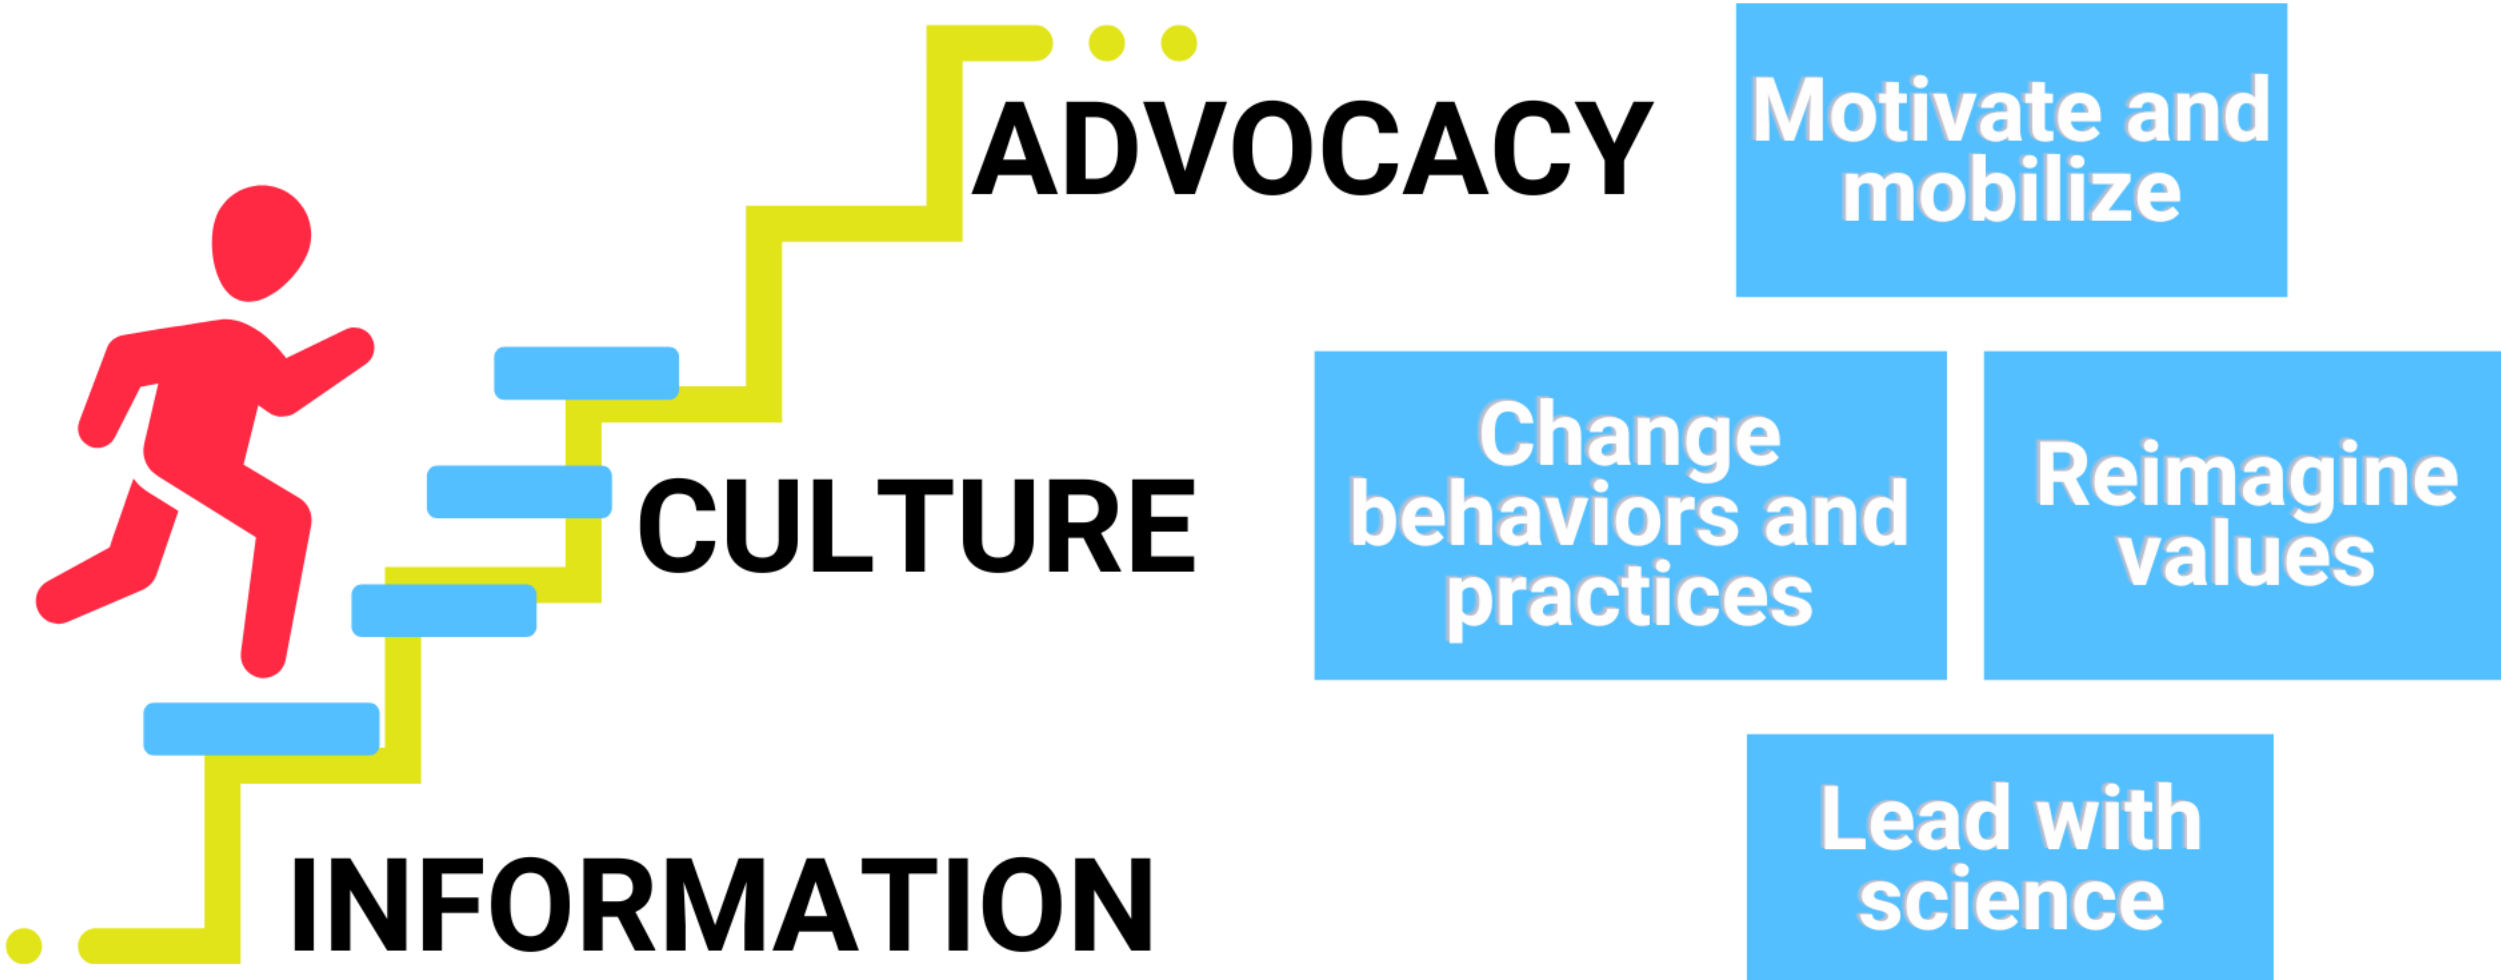 ADVOCACY
Motivate and
mobilize
CULTURE
Change
behaviors and
practices
Reimagine
values
INFORMATION
Lead with
science